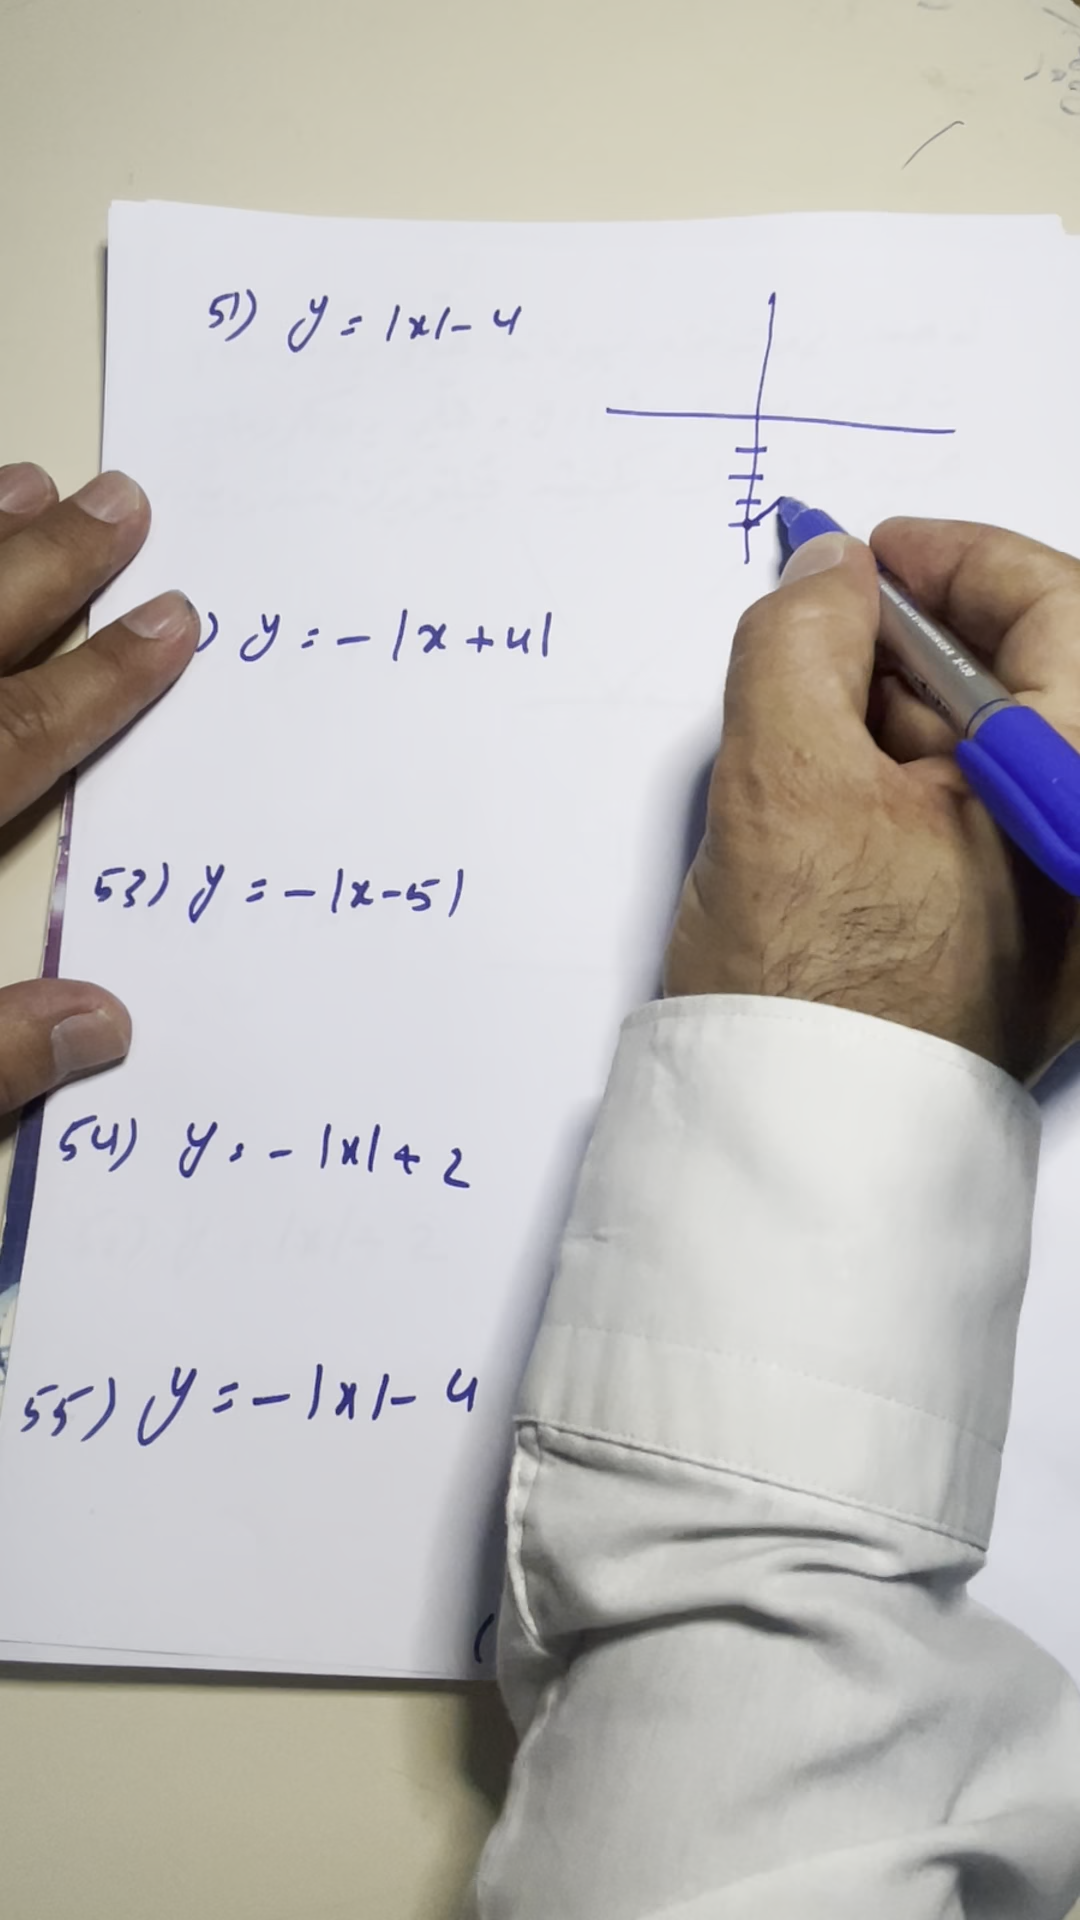 51) y = |x| - 4
) y = - |x + 4|
53) y = - |x - 5|
54) y = - |x| + 2
55) y = - |x| - 4